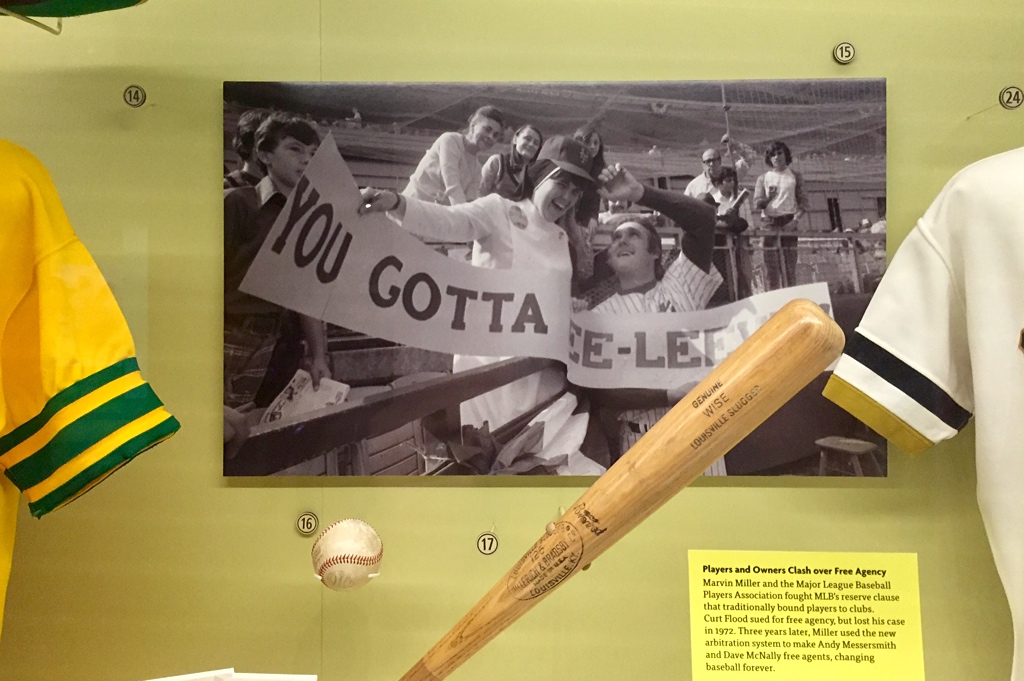 15
14
24
YOU GOTTA
EE-LEE
GENUINE
WISE
LOUISVILLE SLUGGER
16
17
LOUISVILLE KY.
Players and Owners Clash over Free Agency
Marvin Miller and the Major League Baseball
Players Association fought MLB's reserve clause
that traditionally bound players to clubs.
Curt Flood sued for free agency, but lost his case
in 1972. Three years later, Miller used the new
arbitration system to make Andy Messersmith
and Dave McNally free agents, changing
baseball forever.